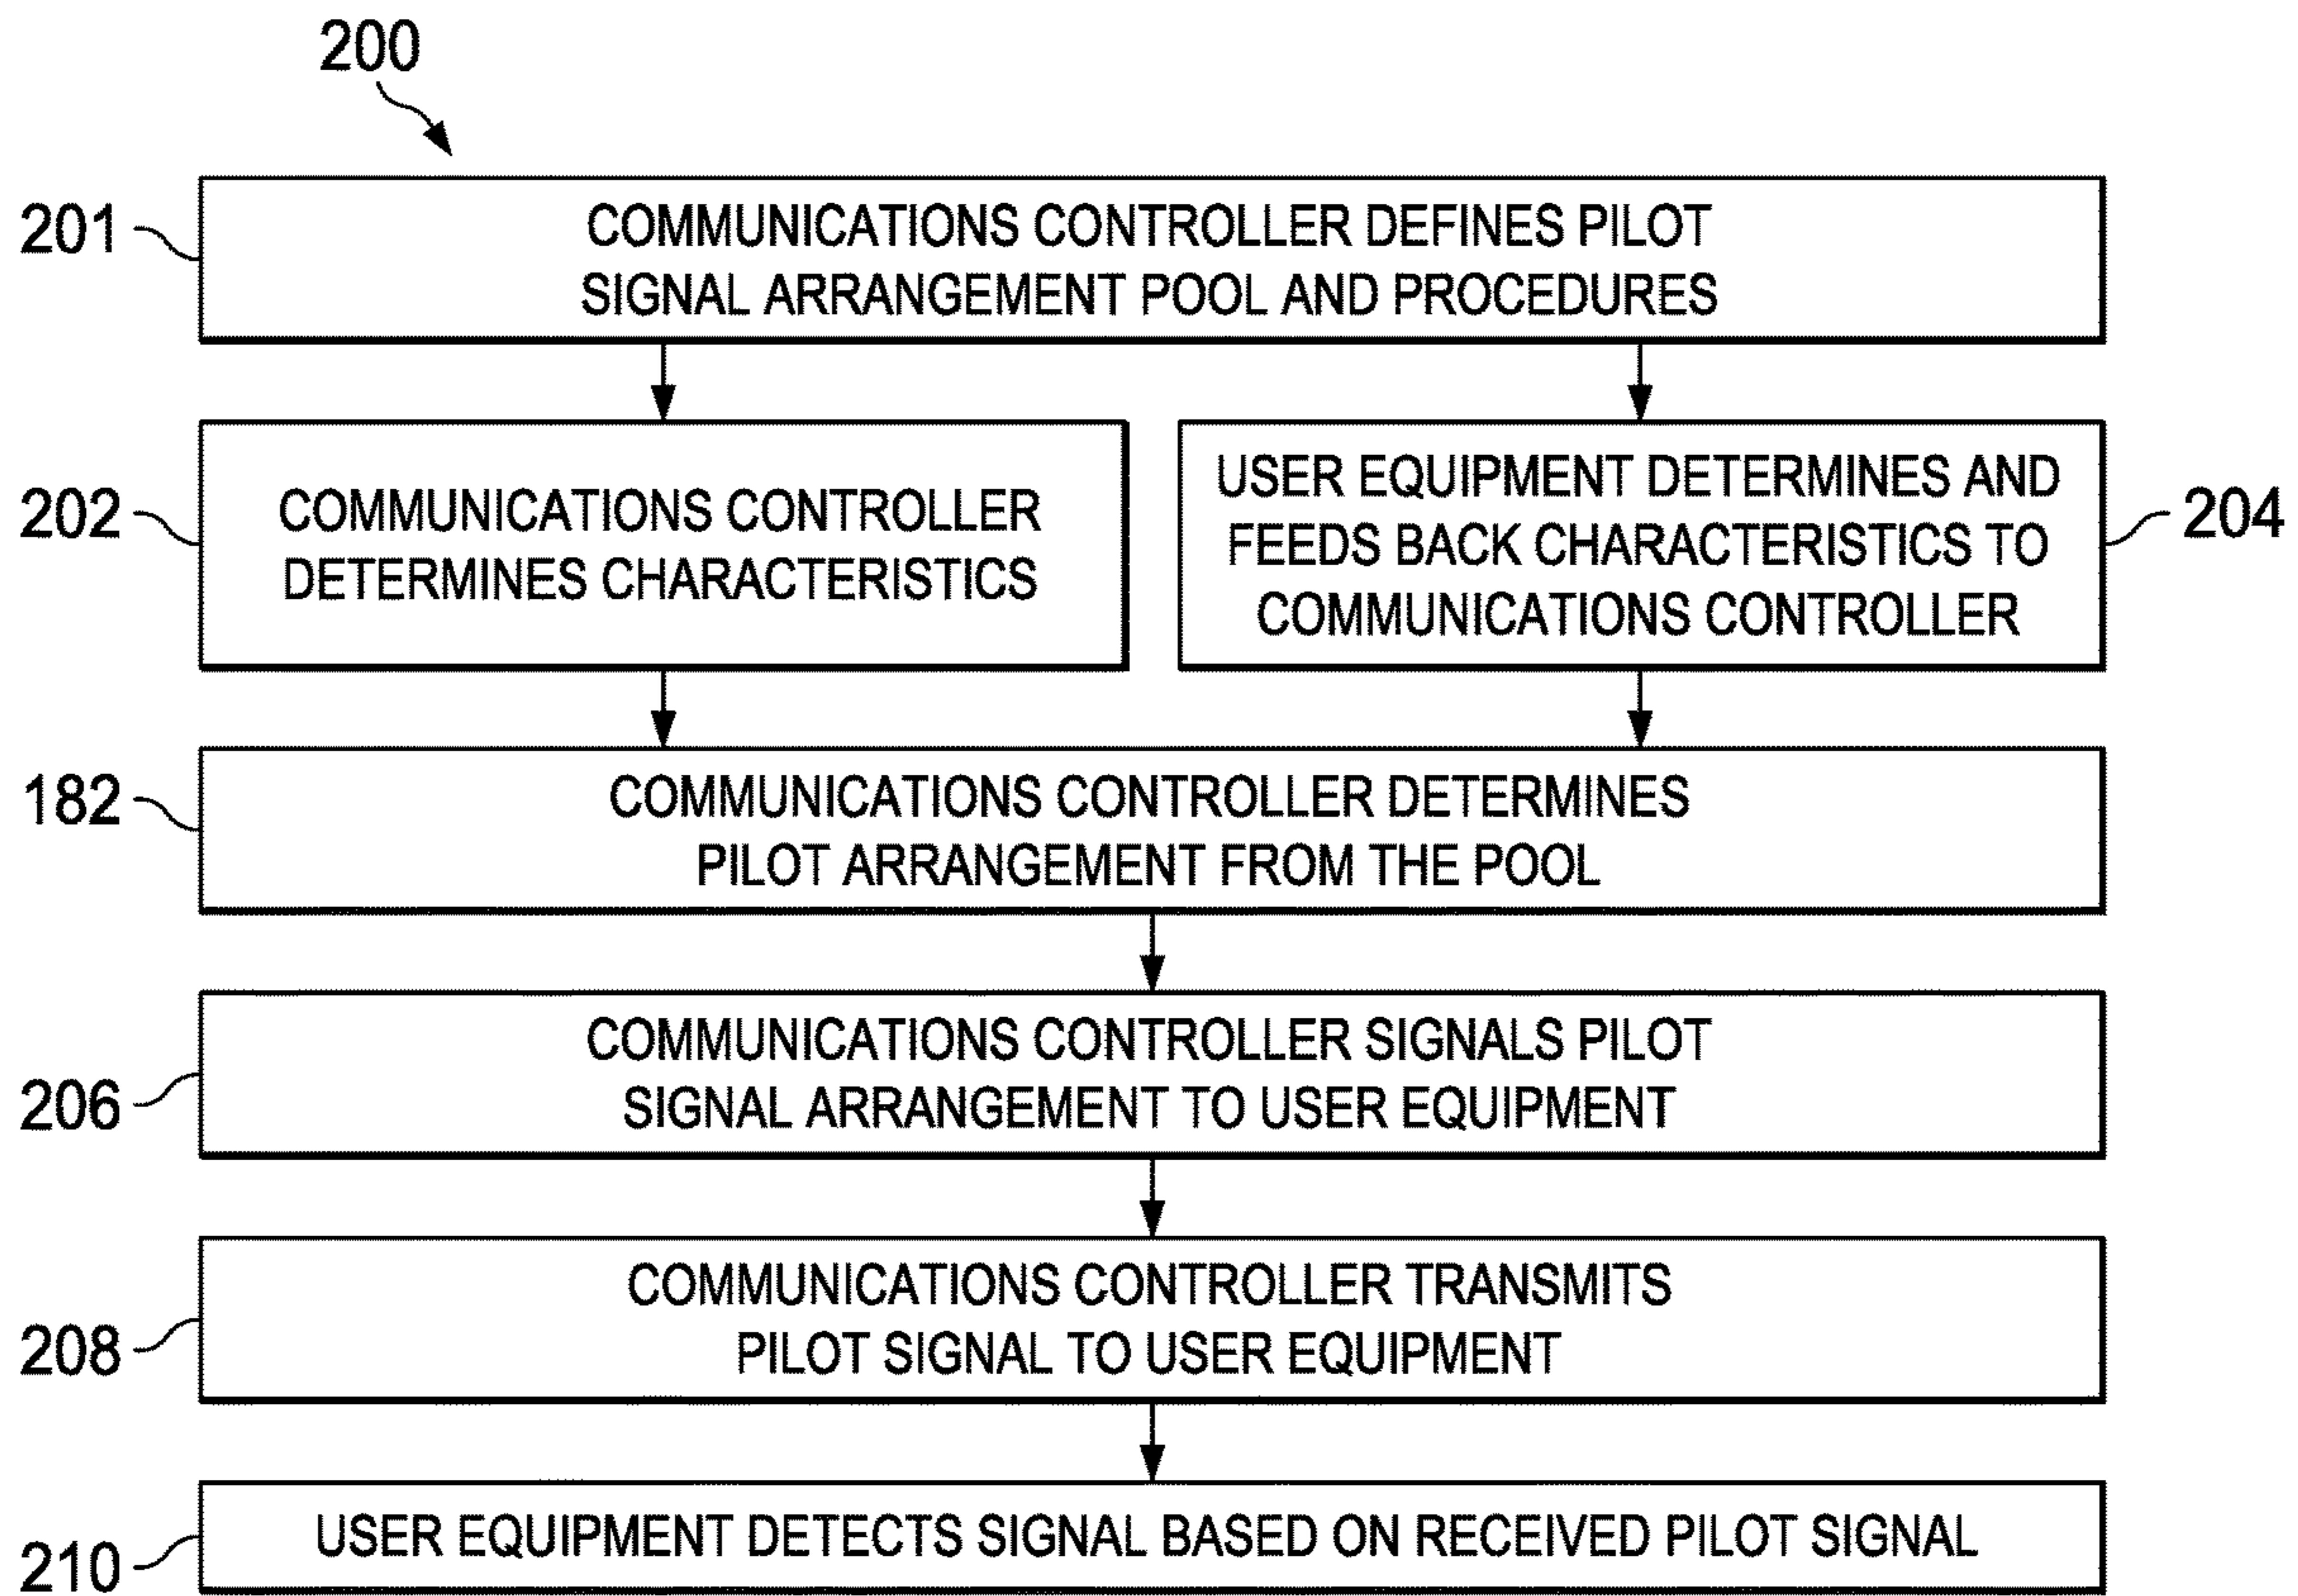 200
201
COMMUNICATIONS CONTROLLER DEFINES PILOT
SIGNAL ARRANGEMENT POOL AND PROCEDURES
202
COMMUNICATIONS CONTROLLER
DETERMINES CHARACTERISTICS
USER EQUIPMENT DETERMINES AND
FEEDS BACK CHARACTERISTICS TO
COMMUNICATIONS CONTROLLER
204
182
COMMUNICATIONS CONTROLLER DETERMINES
PILOT ARRANGEMENT FROM THE POOL
206
COMMUNICATIONS CONTROLLER SIGNALS PILOT
SIGNAL ARRANGEMENT TO USER EQUIPMENT
208
COMMUNICATIONS CONTROLLER TRANSMITS
PILOT SIGNAL TO USER EQUIPMENT
210
USER EQUIPMENT DETECTS SIGNAL BASED ON RECEIVED PILOT SIGNAL